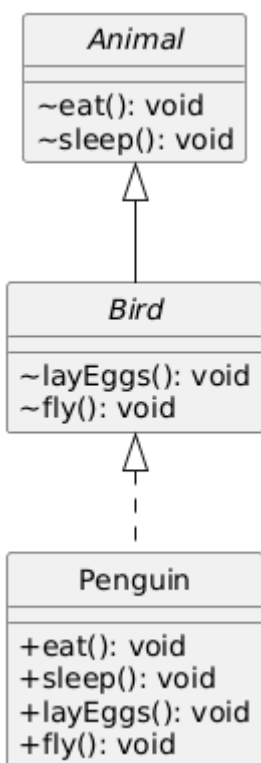 Animal
~eat(): void
~sleep(): void
Bird
~layEggs(): void
~fly(): void
Penguin
+eat(): void
+sleep(): void
+layEggs(): void
+fly(): void